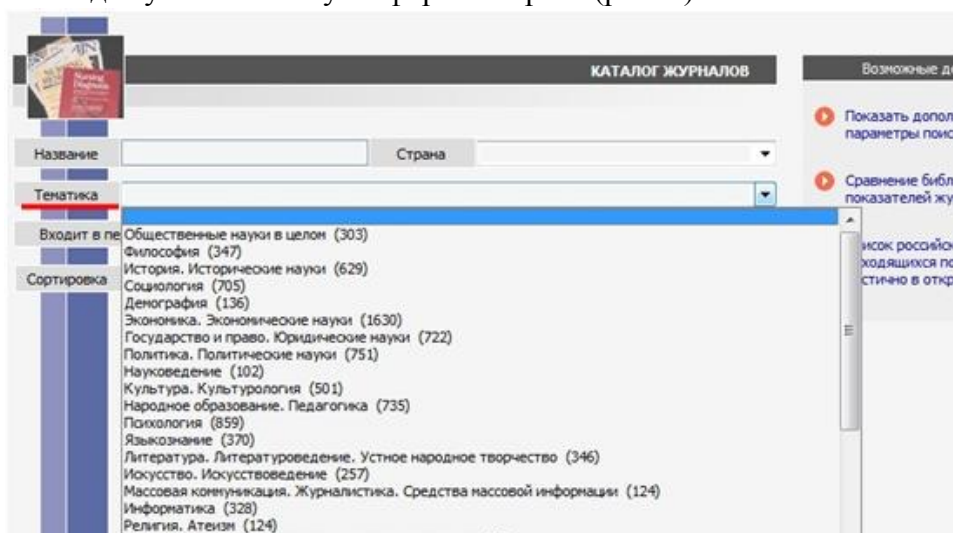 КАТАЛОГ ЖУРНАЛОВ
Возможные
Название
Страна
Тематика
Входит в пе
Сортировка
Общественные науки в целом (303)
Философия (347)
История. Исторические науки (629)
Социология (705)
Демография (136)
Экономика. Экономические науки (1630)
Государство и право. Юридические науки (722)
Политика. Политические науки (751)
Науковедение (102)
Культура. Культурология (501)
Народное образование. Педагогика (735)
Психология (859)
Языкознание (370)
Литература. Литературоведение. Устное народное творчество (346)
Искусство. Искусствоведение (257)
Массовая коммуникация. Журналистика. Средства массовой информации (124)
Информатика (328)
Религия. Атеизм (124)
Показать допол
параметры поис
Сравнение библ
показателей жу
исок российск
ходящихся по
стично в откр